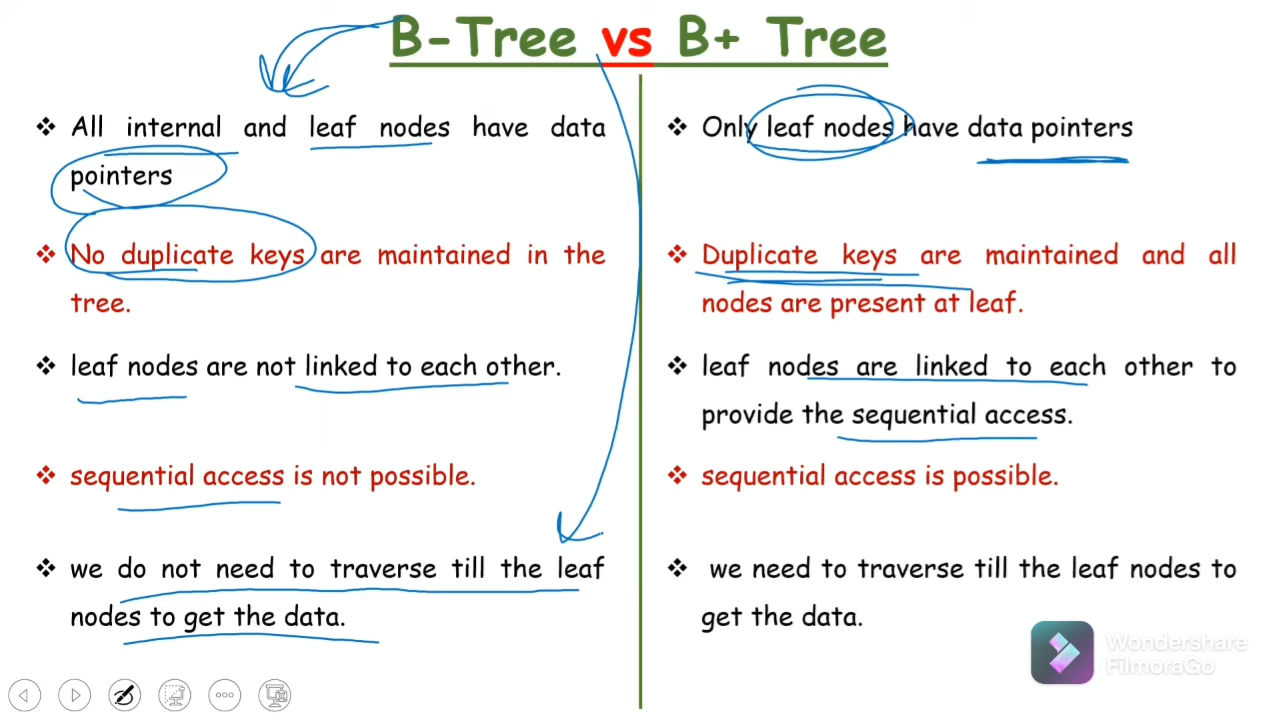 B-Tree vs B+ Tree
❖ All internal and leaf nodes have data
pointers
❖ No duplicate keys are maintained in the
tree.
❖ leaf nodes are not linked to each other.
❖ sequential access is not possible.
❖ we do not need to traverse till the leaf
nodes to get the data.
❖ Only leaf nodes have data pointers
❖ Duplicate keys are maintained and all
nodes are present at leaf.
❖ leaf nodes are linked to each other to
provide the sequential access.
❖ sequential access is possible.
❖ we need to traverse till the leaf nodes to
get the data.
Wondershare
FilmoraGo